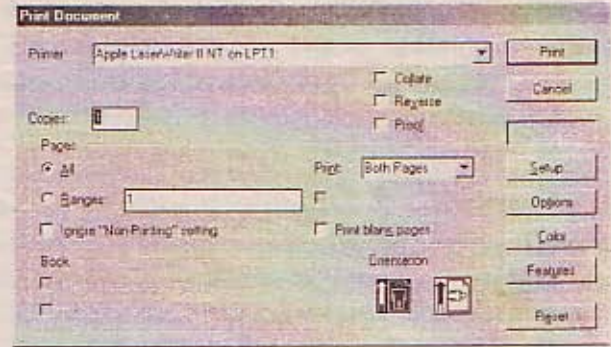 Print Document
Printer: Apple LaserWriter II NT on LPT1:
Print
Collate
Cancel
Reverse
Copies: 1
Proof
Pages
All
Print: Both Pages
Setup
Ranges: 1
Options
Ignore "Non-Printing" setting
Print blank pages
Color
Book
Orientation
Features
Reset